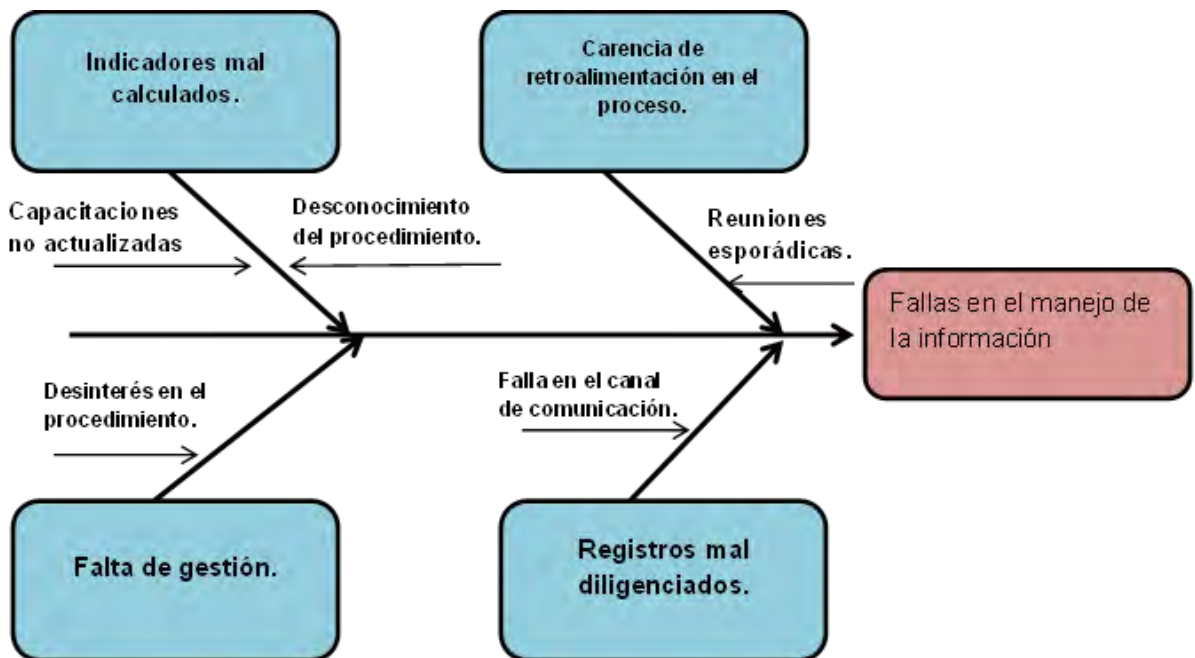 Indicadores mal
calculados.
Carencia de
retroalimentación en el
proceso.
Capacitaciones
no actualizadas
Desconocimiento
del procedimiento.
Reuniones
esporádicas.
Fallas en el manejo de
la información
Desinterés en el
procedimiento.
Falla en el canal
de comunicación.
Falta de gestión.
Registros mal
diligenciados.